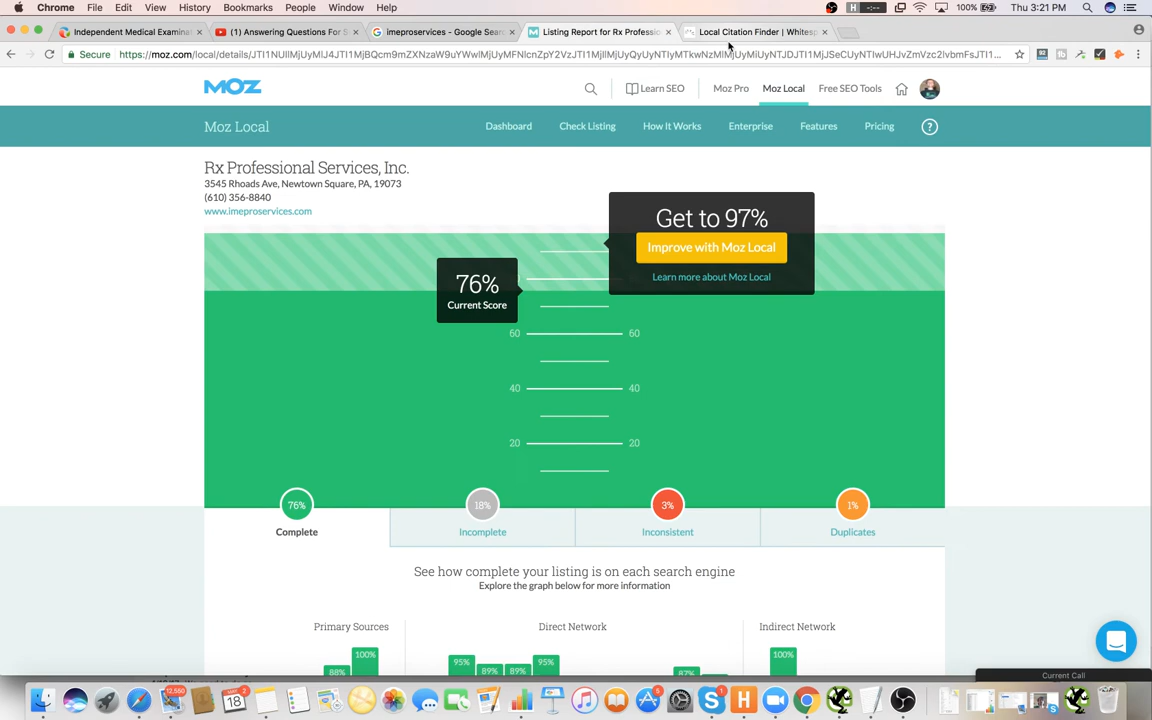 Chrome File Edit View History Bookmarks People Window Help
100% Thu 3:21 PM
Independent Medical Examinat
(1) Answering Questions For S
imeproservices - Google Sear
Listing Report for Rx Professio
Local Citation Finder | Whitesp
Secure
MOZ
Learn SEO
Moz Pro
Moz Local
Free SEO Tools
Moz Local
Dashboard
Check Listing
How It Works
Enterprise
Features
Pricing
?
Rx Professional Services, Inc.
3545 Rhoads Ave, Newtown Square, PA, 19073
(610) 356-8840
www.imeproservices.com
Get to 97%
Improve with Moz Local
Learn more about Moz Local
76%
Current Score
60 60
40 40
20 20
76% 18% 3% 1%
Complete Incomplete Inconsistent Duplicates
See how complete your listing is on each search engine
Explore the graph below for more information
Primary Sources Direct Network Indirect Network
88% 100% 95% 89% 89% 95% 87% 100%
Current Call
12,560
18